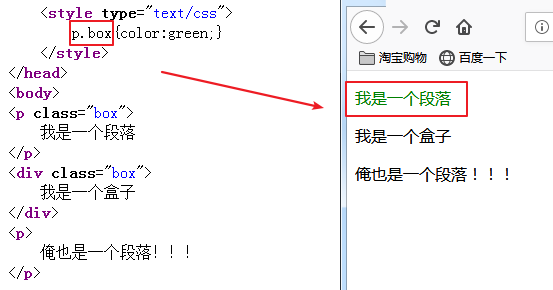 <style type="text/css">
p.box{color:green;}
</style>
</head>
<body>
<p class="box">
我是一个段落
</p>
<div class="box">
我是一个盒子
</div>
<p>
俺也是一个段落！！！
</p>
淘宝购物 百度一下
我是一个段落
我是一个盒子
俺也是一个段落！！！